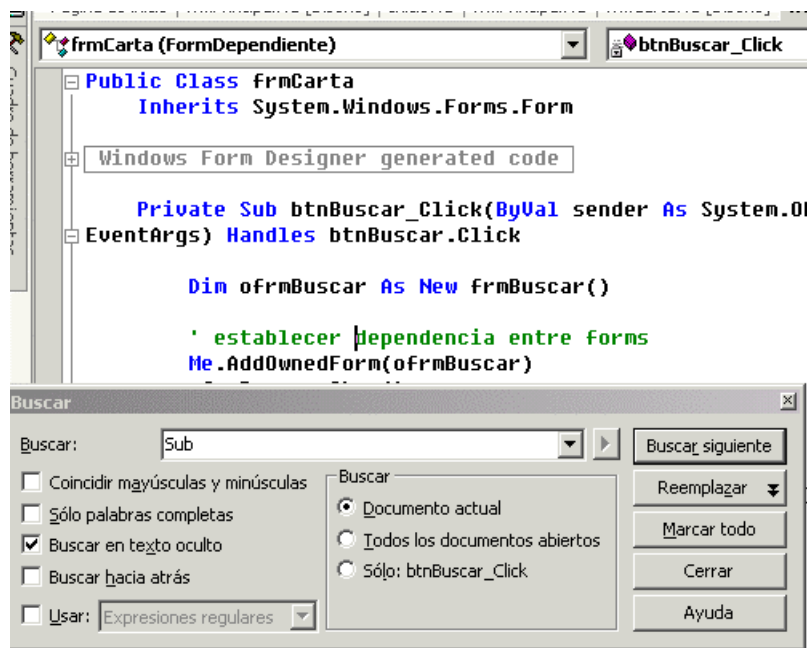 frmCarta (FormDependiente)
btnBuscar_Click
Public Class frmCarta
Inherits System.Windows.Forms.Form
Windows Form Designer generated code
Private Sub btnBuscar_Click(ByVal sender As System.Ob
EventArgs) Handles btnBuscar.Click
Dim ofrmBuscar As New frmBuscar()
' establecer dependencia entre forms
Me.AddOwnedForm(ofrmBuscar)
Buscar
Buscar:
Sub
Buscar siguiente
Coincidir mayúsculas y minúsculas
Sólo palabras completas
Buscar en texto oculto
Buscar hacia atrás
Usar:
Expresiones regulares
Buscar
Documento actual
Todos los documentos abiertos
Sólo: btnBuscar_Click
Reemplazar
Marcar todo
Cerrar
Ayuda